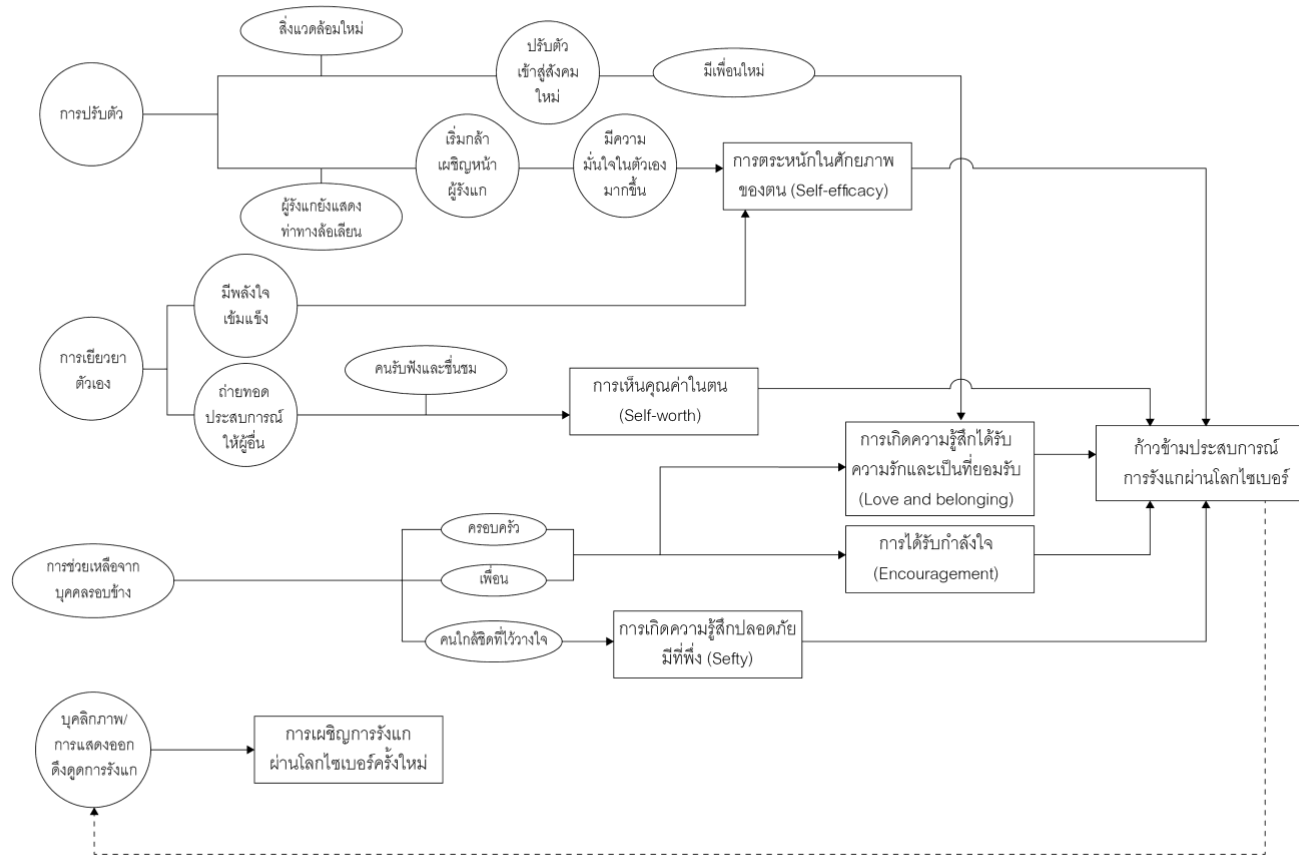 สิ่งแวดล้อมใหม่
ปรับตัว
เข้าสู่สังคม
ใหม่
มีเพื่อนใหม่
การปรับตัว
เริ่มกล้า
เผชิญหน้า
ผู้รังแก
มีความ
มั่นใจในตัวเอง
มากขึ้น
การตระหนักในศักยภาพ
ของตน (Self-efficacy)
ผู้รังแกยังแสดง
ท่าทางล้อเลียน
มีพลังใจ
เข้มแข็ง
การเยียวยา
ตัวเอง
ถ่ายทอด
ประสบการณ์
ให้ผู้อื่น
คนรับฟังและชื่นชม
การเห็นคุณค่าในตน
(Self-worth)
การเกิดความรู้สึกได้รับ
ความรักและเป็นที่ยอมรับ
(Love and belonging)
ก้าวข้ามประสบการณ์
การรังแกผ่านโลกไซเบอร์
ครอบครัว
การได้รับกำลังใจ
(Encouragement)
การช่วยเหลือจาก
บุคคลรอบข้าง
เพื่อน
คนใกล้ชิดที่ไว้วางใจ
การเกิดความรู้สึกปลอดภัย
มีที่พึ่ง (Sefty)
บุคลิกภาพ/
การแสดงออก
ดึงดูดการรังแก
การเผชิญการรังแก
ผ่านโลกไซเบอร์ครั้งใหม่